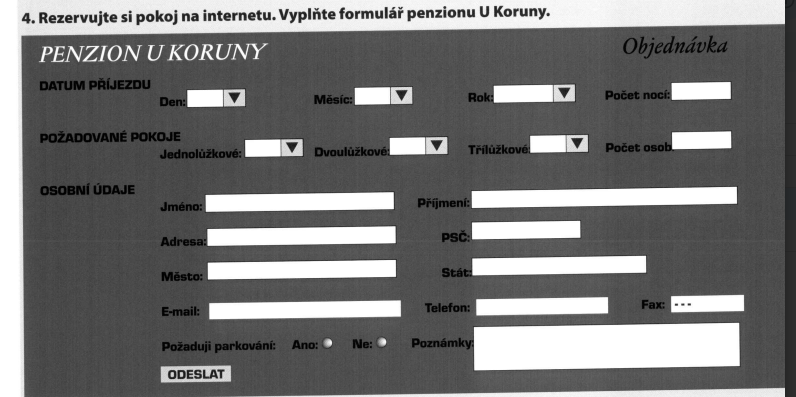 4. Rezervujte si pokoj na internetu. Vyplňte formulář penzionu U Koruny.
PENZION U KORUNY Objednávka
DATUM PŘÍJEZDU
Den: Měsíc: Rok: Počet nocí:
POŽADOVANÉ POKOJE
Jednolůžkové: Dvoulůžkové: Třílůžkové: Počet osob
OSOBNÍ ÚDAJE
Jméno: Příjmení:
Adresa: PSČ:
Město: Stát:
E-mail: Telefon: Fax: ---
Požaduji parkování: Ano: Ne: Poznámky:
ODESLAT